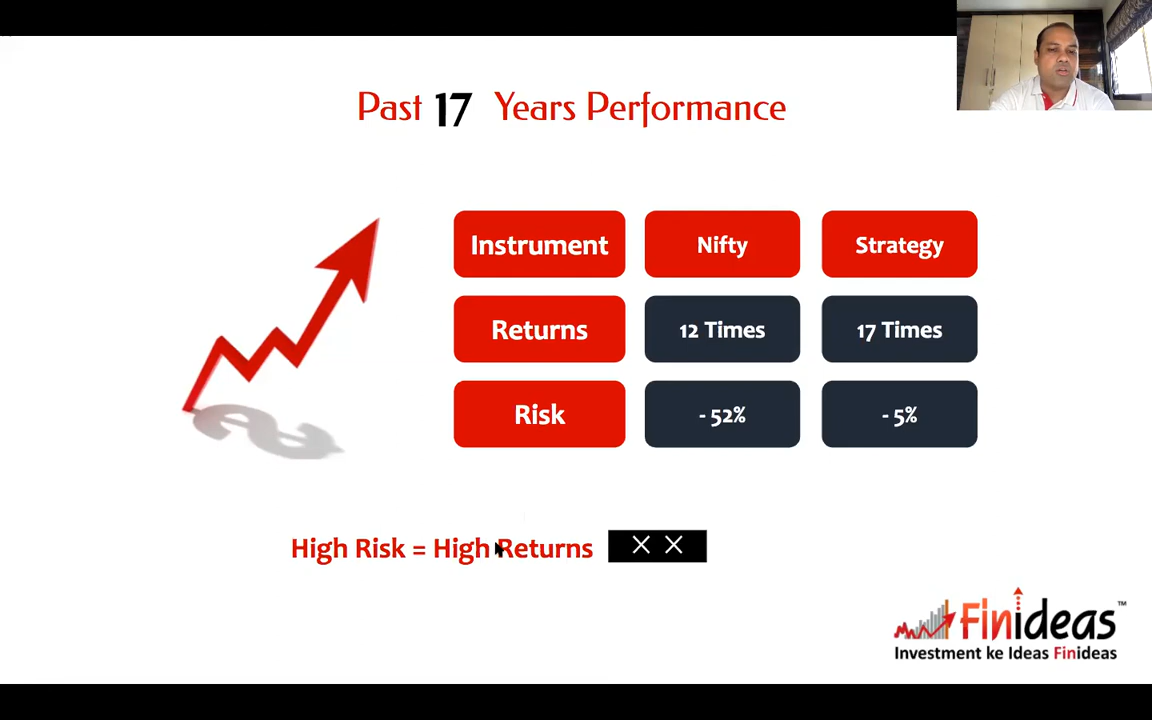 Past 17 Years Performance
Instrument Nifty Strategy
Returns 12 Times 17 Times
Risk - 52% - 5%
High Risk = High Returns ✕ ✕
Finideas™
Investment ke Ideas Finideas